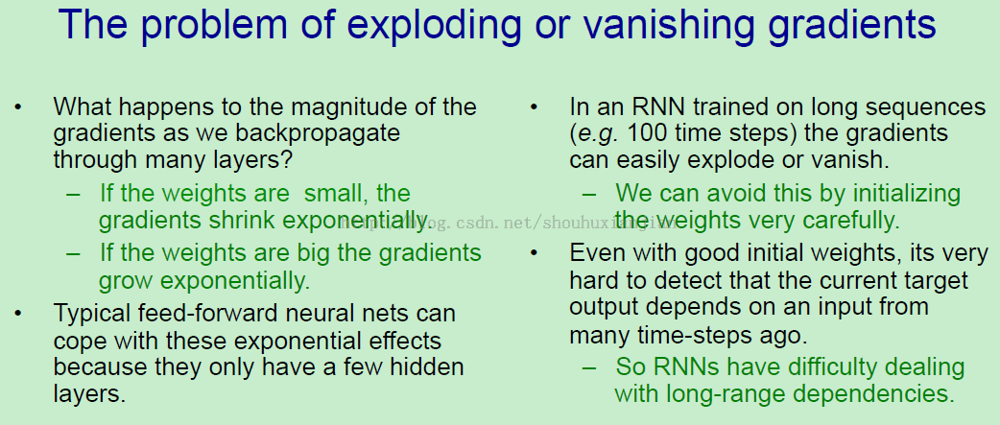 The problem of exploding or vanishing gradients
• What happens to the magnitude of the
gradients as we backpropagate
through many layers?
– If the weights are small, the
gradients shrink exponentially.
– If the weights are big the gradients
grow exponentially.
• Typical feed-forward neural nets can
cope with these exponential effects
because they only have a few hidden
layers.
• In an RNN trained on long sequences
(e.g. 100 time steps) the gradients
can easily explode or vanish.
– We can avoid this by initializing
the weights very carefully.
• Even with good initial weights, its very
hard to detect that the current target
output depends on an input from
many time-steps ago.
– So RNNs have difficulty dealing
with long-range dependencies.